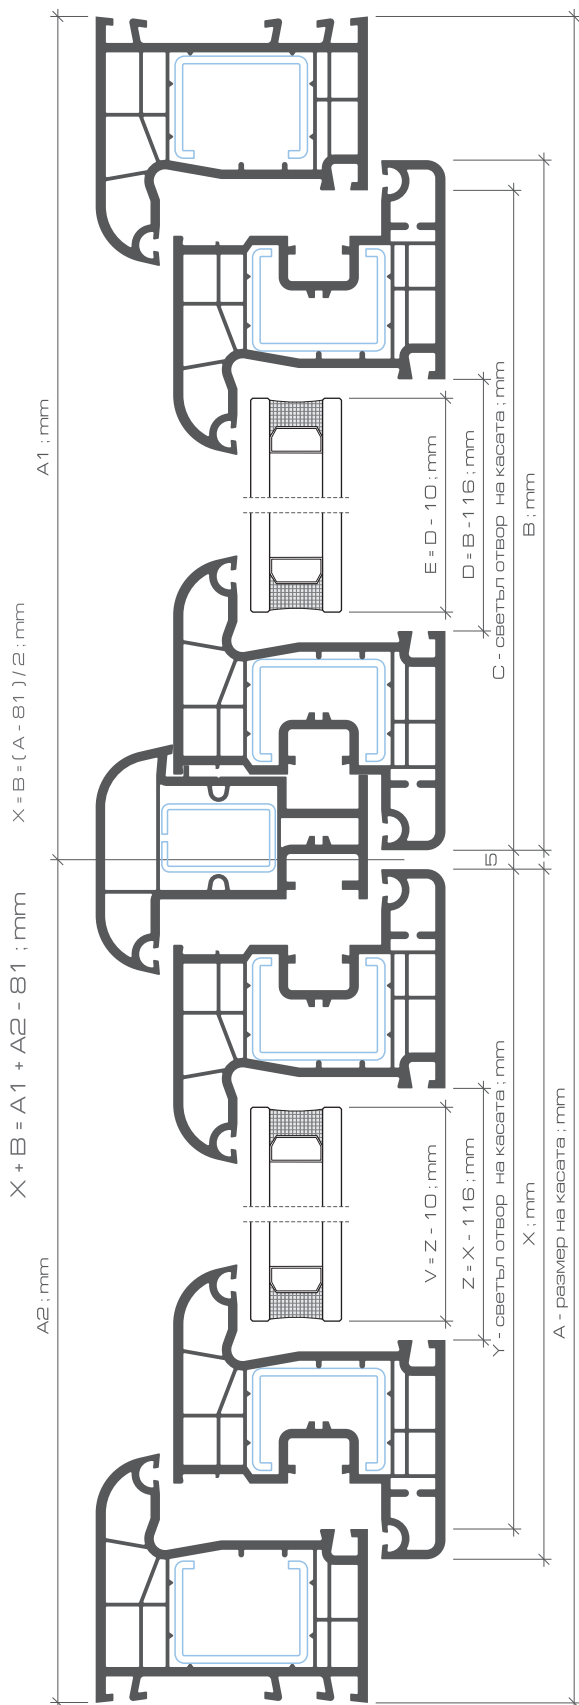 A1 ; mm
X = B = ( A - 81 ) / 2 ; mm
X + B = A1 + A2 - 81 ; mm
A2 ; mm
E = D - 10 ; mm
D = B - 116 ; mm
C - светъл отвор на касата ; mm
B ; mm
5
V = Z - 10 ; mm
Z = X - 116 ; mm
Y - светъл отвор на касата ; mm
X ; mm
A - размер на касата ; mm